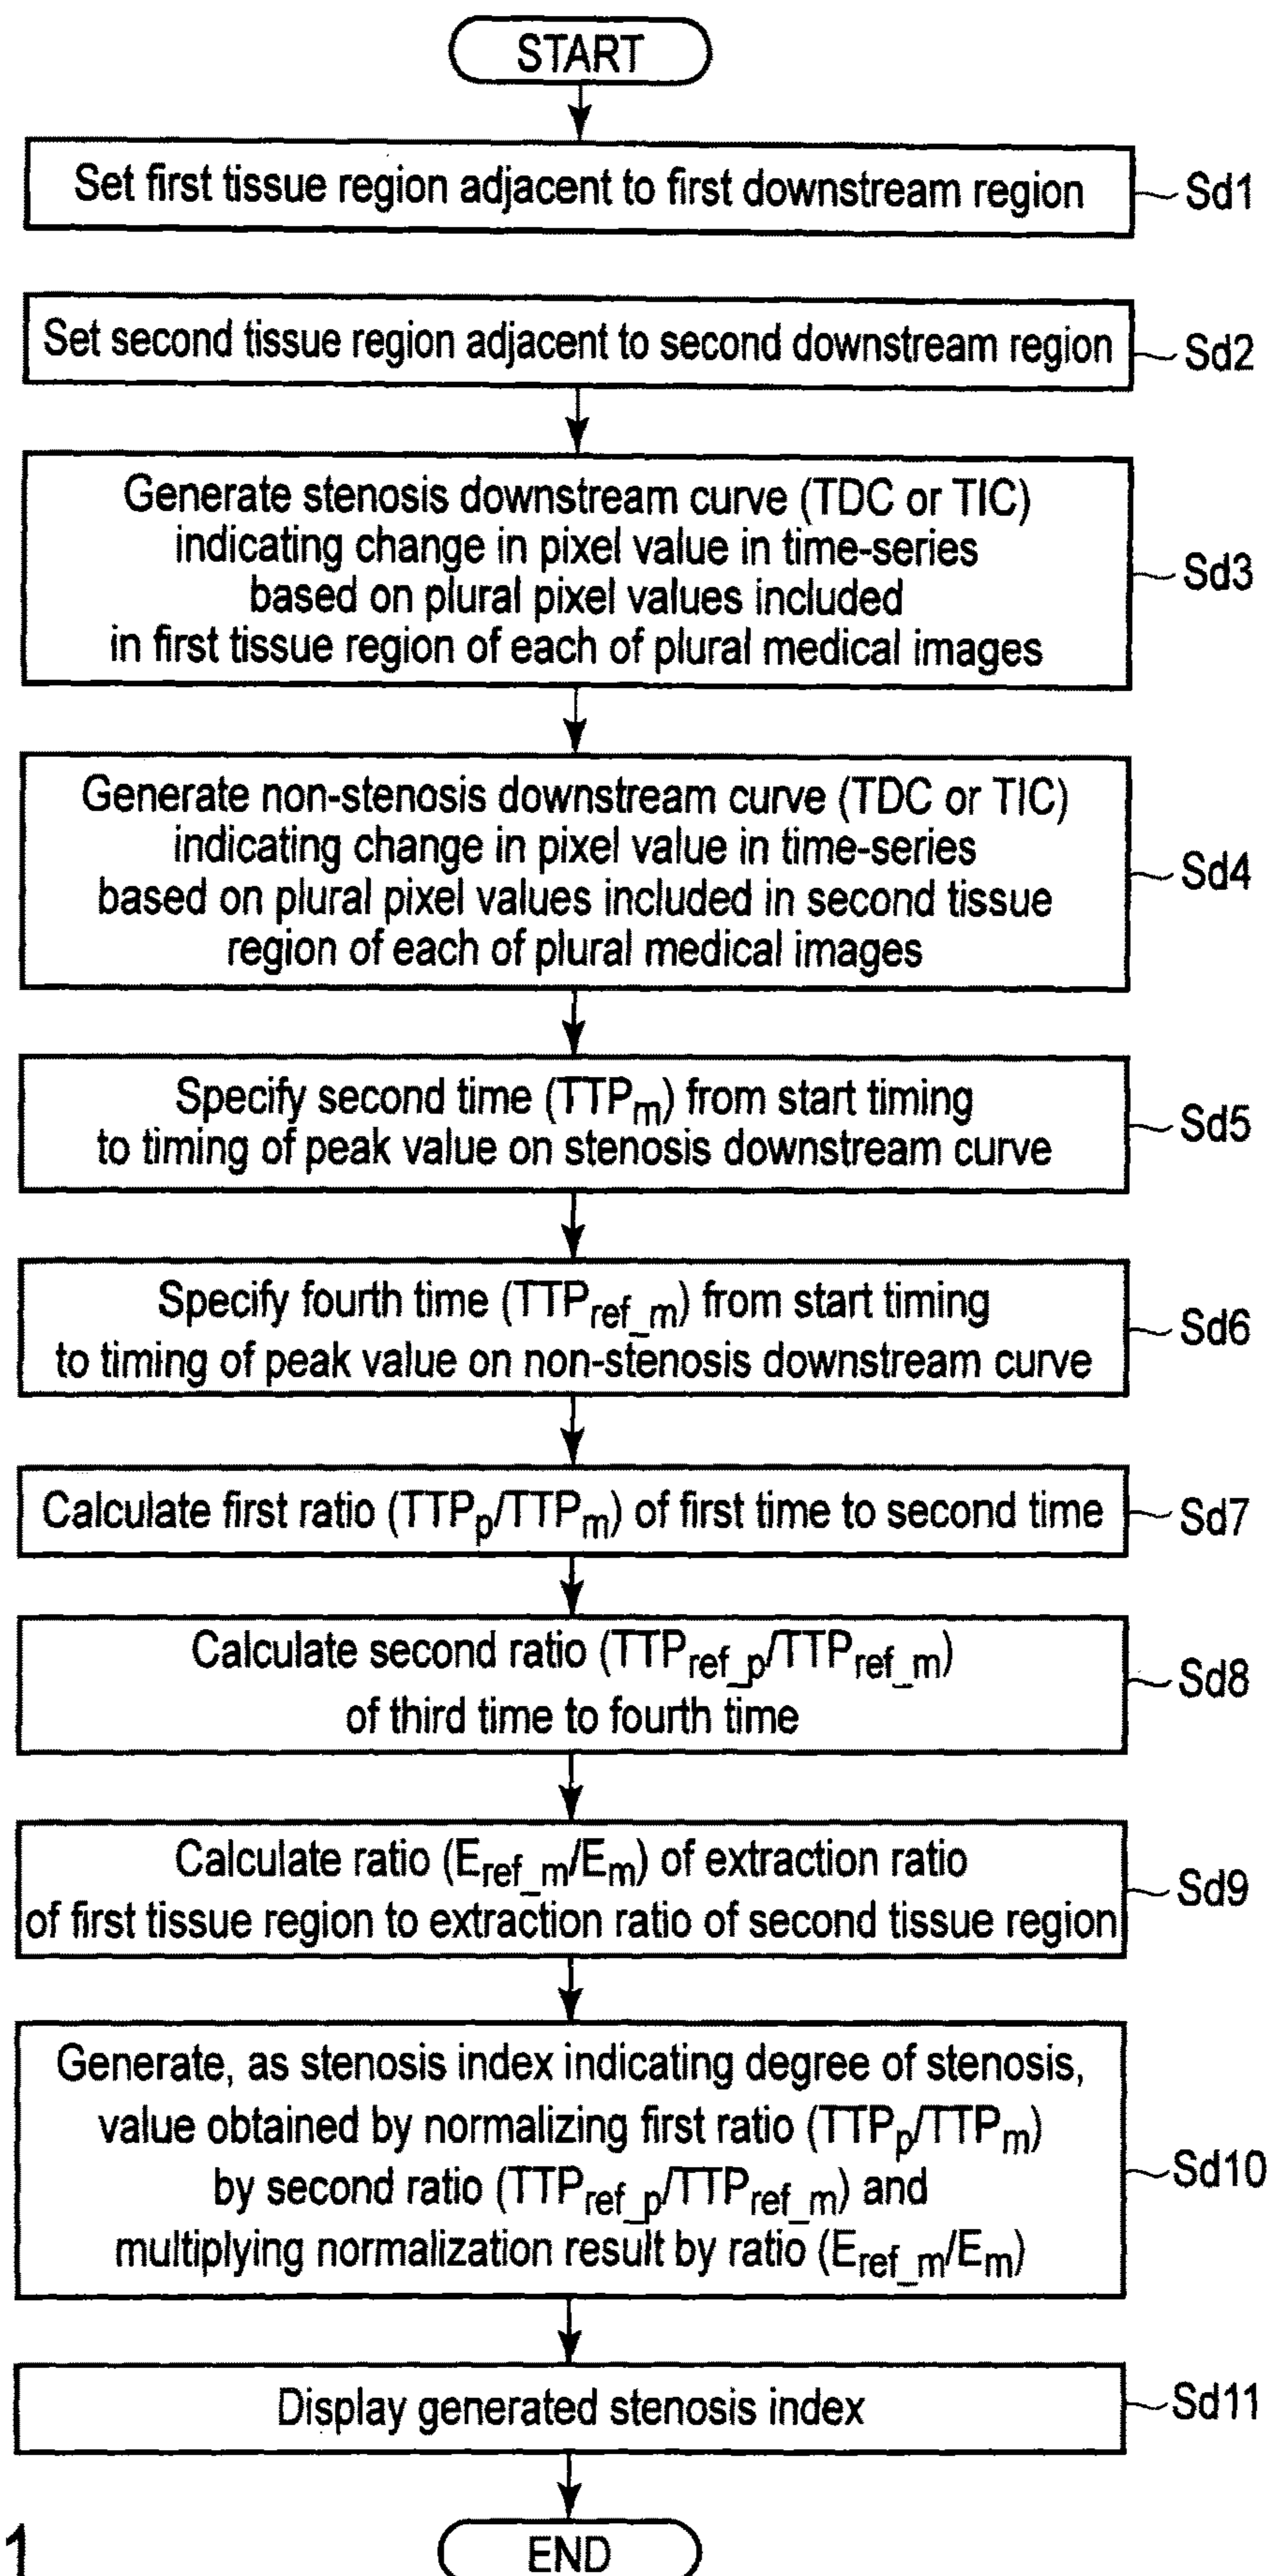 START
Set first tissue region adjacent to first downstream region
Sd1
Set second tissue region adjacent to second downstream region
Sd2
Generate stenosis downstream curve (TDC or TIC)
indicating change in pixel value in time-series
based on plural pixel values included
in first tissue region of each of plural medical images
Sd3
Generate non-stenosis downstream curve (TDC or TIC)
indicating change in pixel value in time-series
based on plural pixel values included in second tissue
region of each of plural medical images
Sd4
Specify second time (TTPm) from start timing
to timing of peak value on stenosis downstream curve
Sd5
Specify fourth time (TTPref_m) from start timing
to timing of peak value on non-stenosis downstream curve
Sd6
Calculate first ratio (TTPp/TTPm) of first time to second time
Sd7
Calculate second ratio (TTPref_p/TTPref_m)
of third time to fourth time
Sd8
Calculate ratio (Eref_m/Em) of extraction ratio
of first tissue region to extraction ratio of second tissue region
Sd9
Generate, as stenosis index indicating degree of stenosis,
value obtained by normalizing first ratio (TTPp/TTPm)
by second ratio (TTPref_p/TTPref_m) and
multiplying normalization result by ratio (Eref_m/Em)
Sd10
Display generated stenosis index
Sd11
END
1